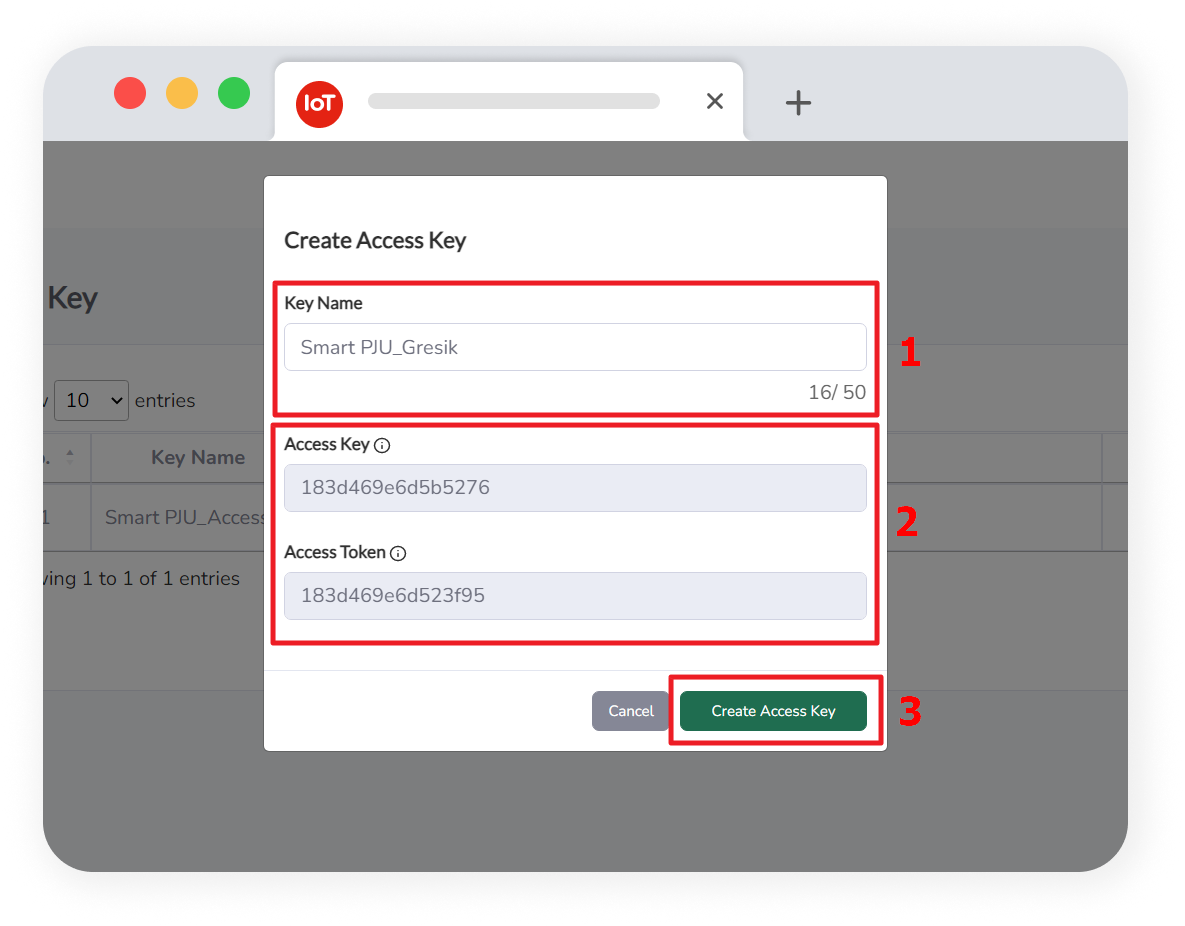 IoT
Create Access Key
Key
Key Name
Smart PJU_Gresik
1
16/ 50
10 entries
Access Key
Key Name
183d469e6d5b5276
2
1 Smart PJU_Access
Access Token
ving 1 to 1 of 1 entries
183d469e6d523f95
Cancel
Create Access Key
3